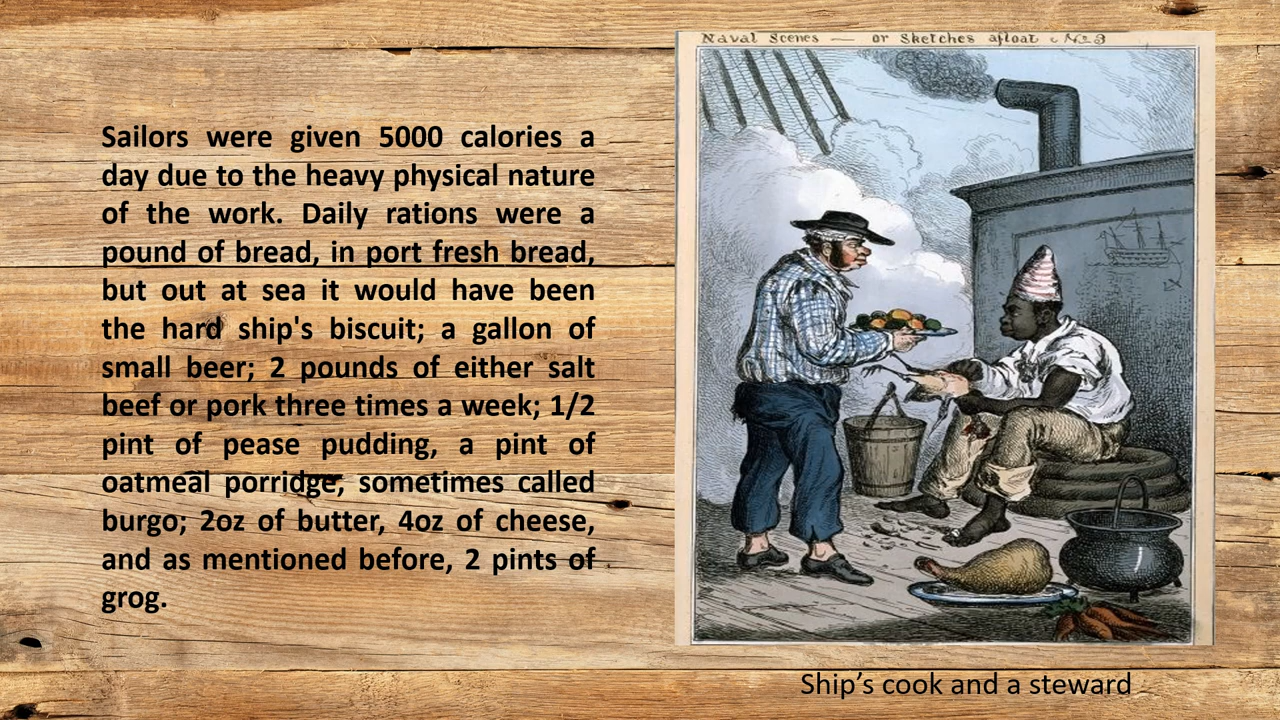 Naval Scenes — or Sketches afloat
Sailors were given 5000 calories a
day due to the heavy physical nature
of the work. Daily rations were a
pound of bread, in port fresh bread,
but out at sea it would have been
the hard ship's biscuit; a gallon of
small beer; 2 pounds of either salt
beef or pork three times a week; 1/2
pint of pease pudding, a pint of
oatmeal porridge, sometimes called
burgo; 2oz of butter, 4oz of cheese,
and as mentioned before, 2 pints of
grog.
Ship’s cook and a steward